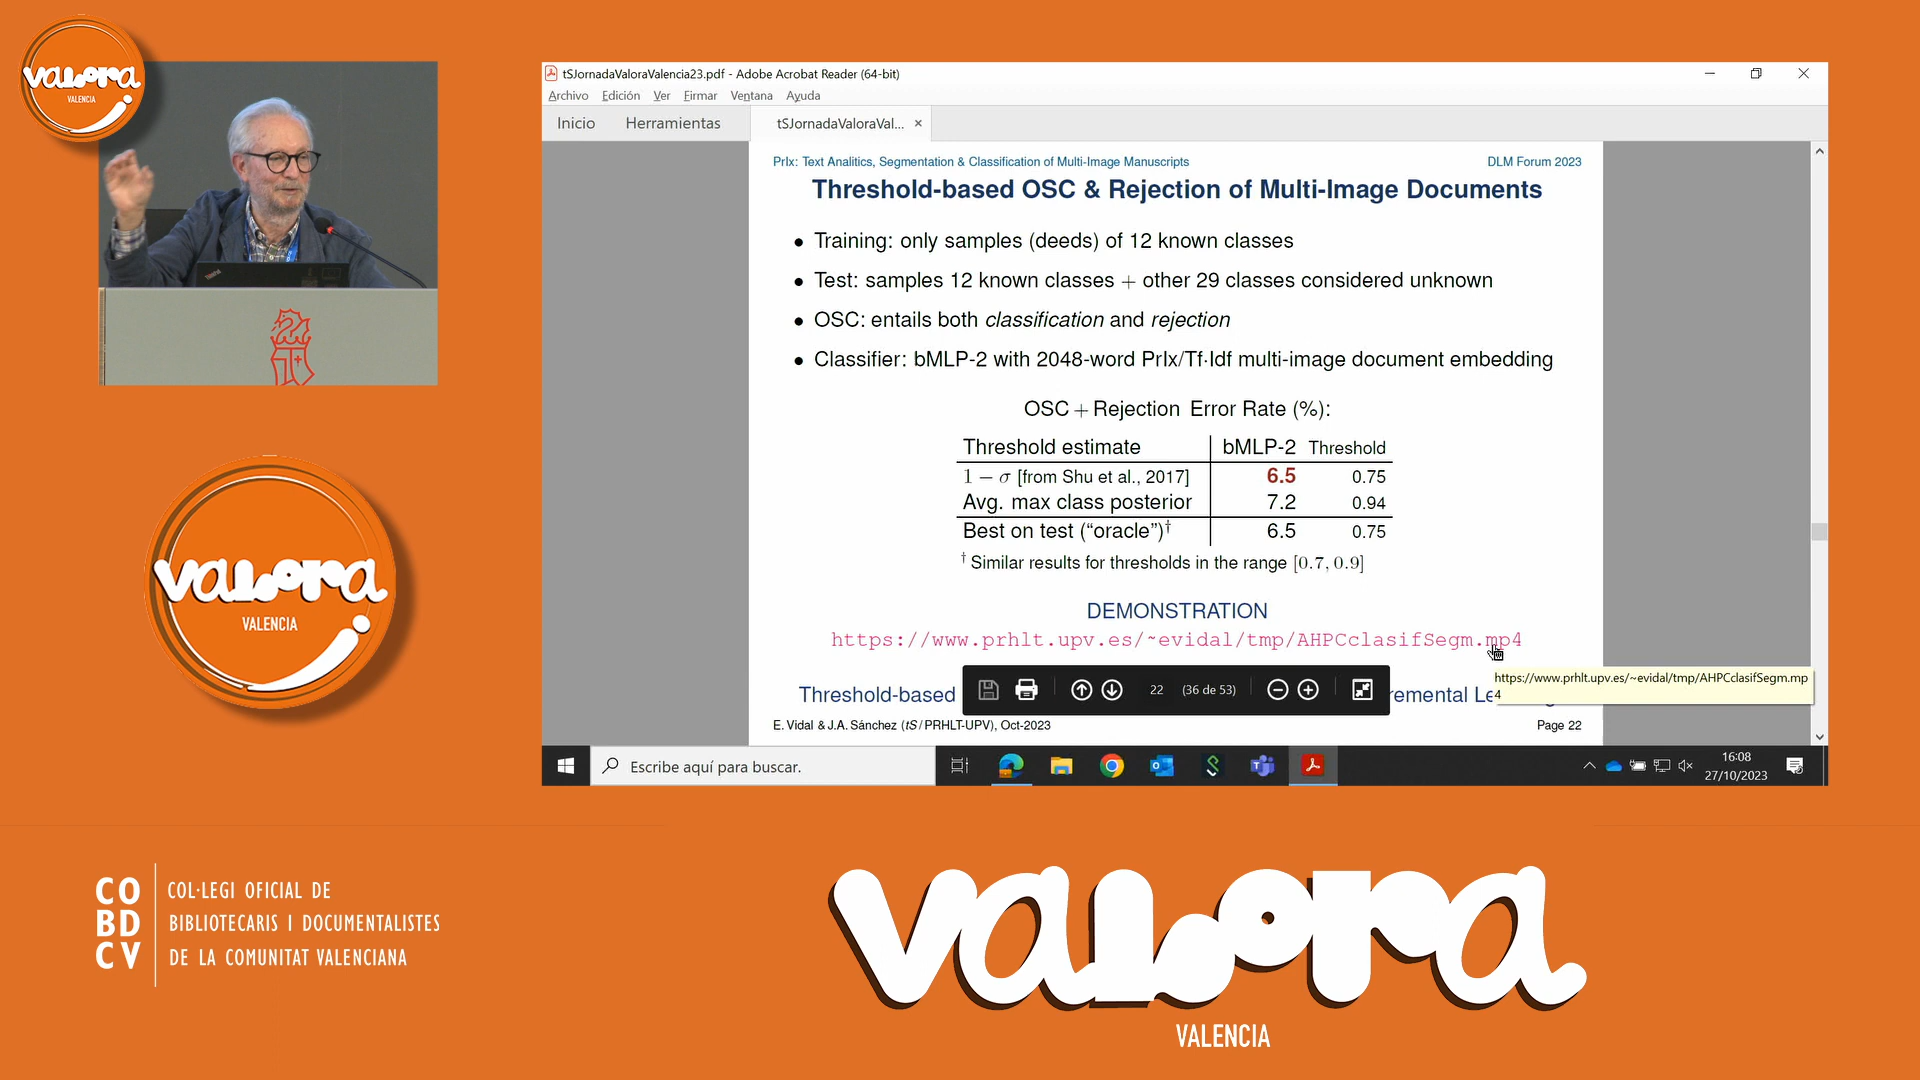 valora
VALENCIA
ThinkPad
valora
VALENCIA
CO
BD
CV
COL·LEGI OFICIAL DE
BIBLIOTECARIS I DOCUMENTALISTES
DE LA COMUNITAT VALENCIANA
tSJornadaValoraValencia23.pdf - Adobe Acrobat Reader (64-bit)
Archivo Edición Ver Firmar Ventana Ayuda
Inicio Herramientas tSJornadaValoraVal... ×
PrIx: Text Analitics, Segmentation & Classification of Multi-Image Manuscripts DLM Forum 2023
Threshold-based OSC & Rejection of Multi-Image Documents
• Training: only samples (deeds) of 12 known classes
• Test: samples 12 known classes + other 29 classes considered unknown
• OSC: entails both classification and rejection
• Classifier: bMLP-2 with 2048-word PrIx/Tf·Idf multi-image document embedding
OSC + Rejection Error Rate (%):
Threshold estimate bMLP-2 Threshold
1 − σ [from Shu et al., 2017] 6.5 0.75
Avg. max class posterior 7.2 0.94
Best on test (“oracle”)† 6.5 0.75
† Similar results for thresholds in the range [0.7, 0.9]
DEMONSTRATION
https://www.prhlt.upv.es/~evidal/tmp/AHPCclasifSegm.mp4
https://www.prhlt.upv.es/~evidal/tmp/AHPCclasifSegm.mp
4
22 (36 de 53)
Threshold-based remental Le
E. Vidal & J.A. Sánchez (tS/PRHLT-UPV), Oct-2023 Page 22
Escribe aquí para buscar.
16:08
27/10/2023
valora
VALENCIA